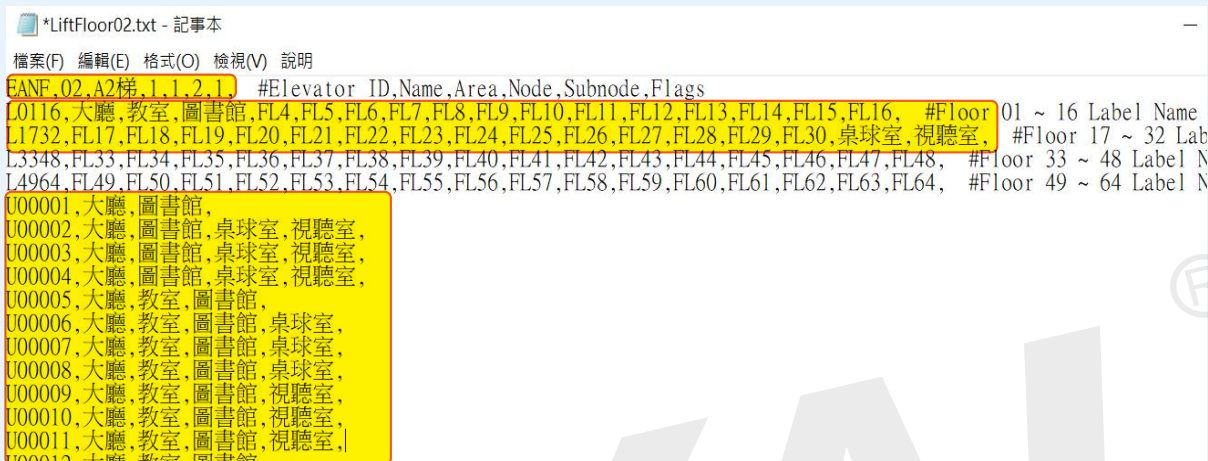 *LiftFloor02.txt - 記事本
檔案(F) 編輯(E) 格式(O) 檢視(V) 說明
EANF,02,A2梯,1,1,2,1, #Elevator ID,Name,Area,Node,Subnode,Flags
L0116,大廳,教室,圖書館,FL4,FL5,FL6,FL7,FL8,FL9,FL10,FL11,FL12,FL13,FL14,FL15,FL16, #Floor 01 ~ 16 Label Name
L1732,FL17,FL18,FL19,FL20,FL21,FL22,FL23,FL24,FL25,FL26,FL27,FL28,FL29,FL30,桌球室,視聽室, #Floor 17 ~ 32 Lab
L3348,FL33,FL34,FL35,FL36,FL37,FL38,FL39,FL40,FL41,FL42,FL43,FL44,FL45,FL46,FL47,FL48, #Floor 33 ~ 48 Label N
L4964,FL49,FL50,FL51,FL52,FL53,FL54,FL55,FL56,FL57,FL58,FL59,FL60,FL61,FL62,FL63,FL64, #Floor 49 ~ 64 Label N
U00001,大廳,圖書館,
U00002,大廳,圖書館,桌球室,視聽室,
U00003,大廳,圖書館,桌球室,視聽室,
U00004,大廳,圖書館,桌球室,視聽室,
U00005,大廳,教室,圖書館,
U00006,大廳,教室,圖書館,桌球室,
U00007,大廳,教室,圖書館,桌球室,
U00008,大廳,教室,圖書館,桌球室,
U00009,大廳,教室,圖書館,視聽室,
U00010,大廳,教室,圖書館,視聽室,
U00011,大廳,教室,圖書館,視聽室,
U00012,大廳,教室,圖書館